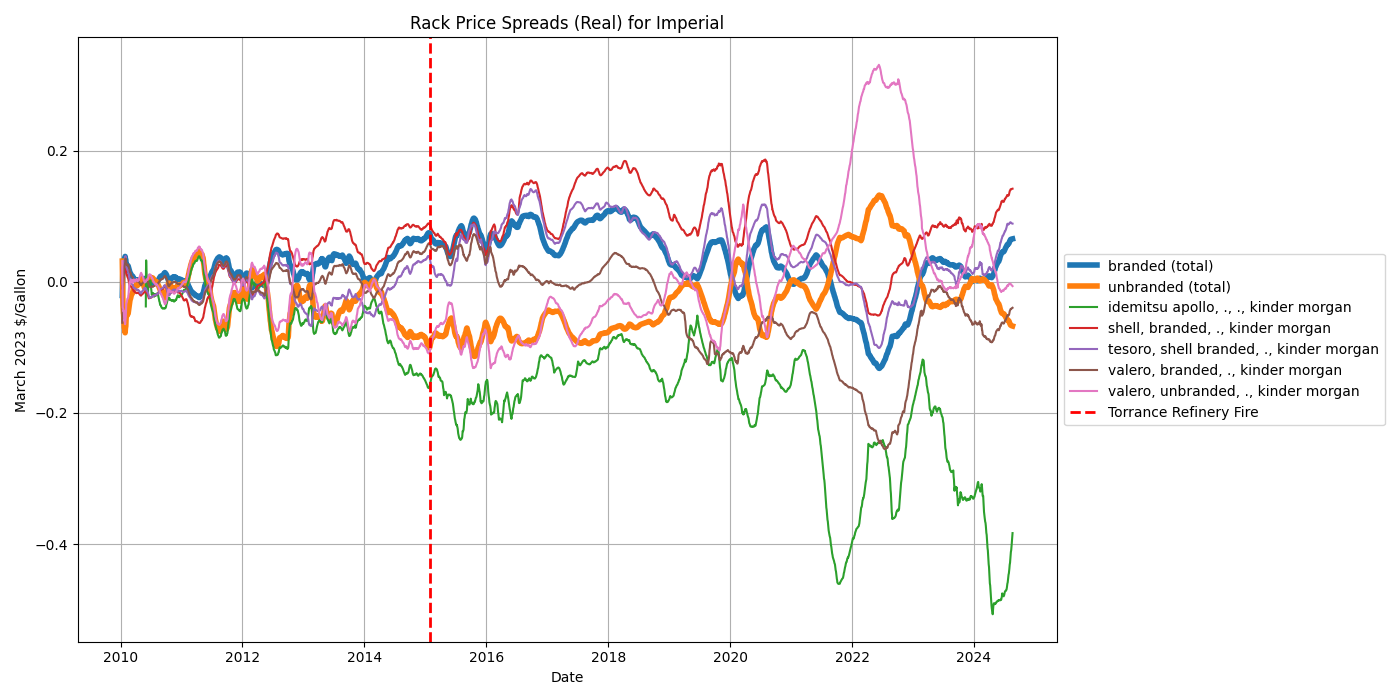 Rack Price Spreads (Real) for Imperial
March 2023 $/Gallon
0.2
0.0
−0.2
−0.4
2010 2012 2014 2016 2018 2020 2022 2024
Date
branded (total)
unbranded (total)
idemitsu apollo, ., ., kinder morgan
shell, branded, ., kinder morgan
tesoro, shell branded, ., kinder morgan
valero, branded, ., kinder morgan
valero, unbranded, ., kinder morgan
Torrance Refinery Fire